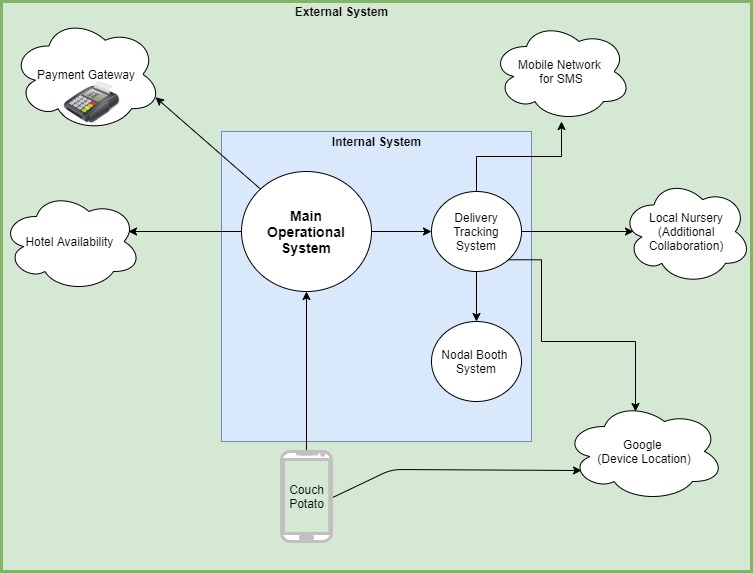 External System
Payment Gateway
Mobile Network
for SMS
Internal System
Main
Operational
System
Delivery
Tracking
System
Local Nursery
(Additional
Collaboration)
Hotel Availability
Nodal Booth
System
Google
(Device Location)
Couch
Potato